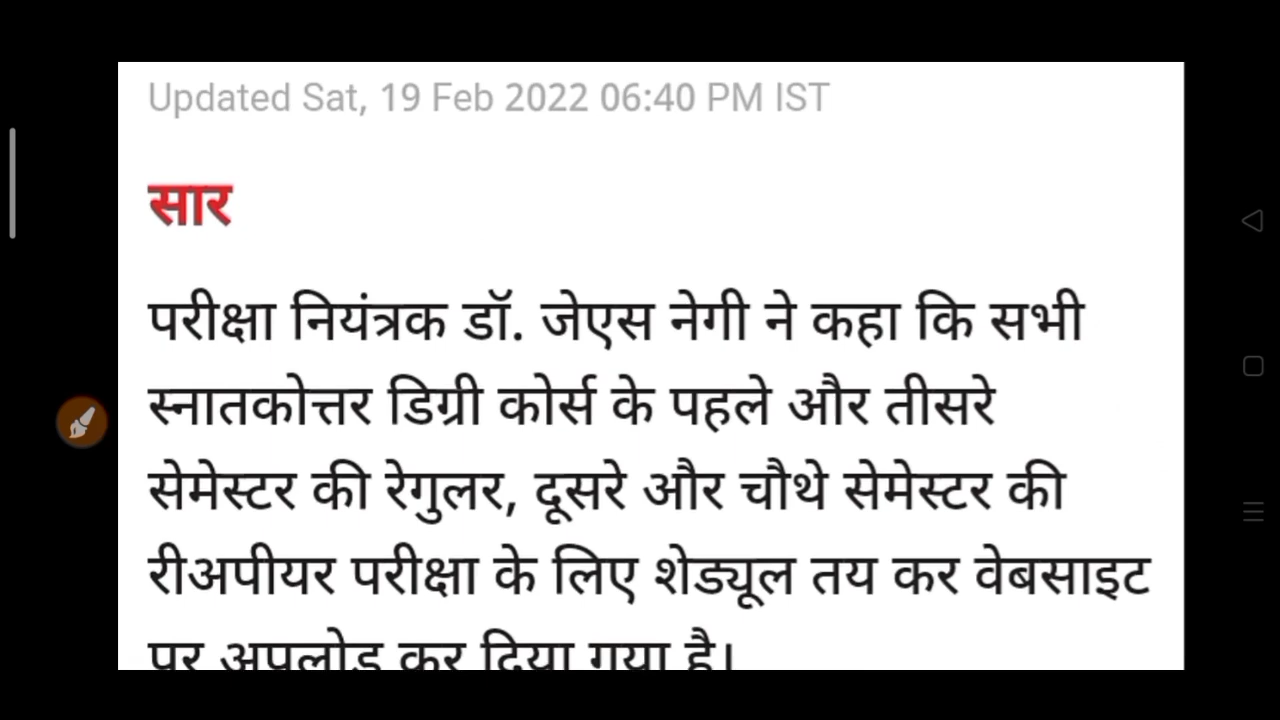 Updated Sat, 19 Feb 2022 06:40 PM IST
सार
परीक्षा नियंत्रक डॉ. जेएस नेगी ने कहा कि सभी
स्नातकोत्तर डिग्री कोर्स के पहले और तीसरे
सेमेस्टर की रेगुलर, दूसरे और चौथे सेमेस्टर की
रीअपीयर परीक्षा के लिए शेड्यूल तय कर वेबसाइट
पर अपलोड कर दिया गया है।